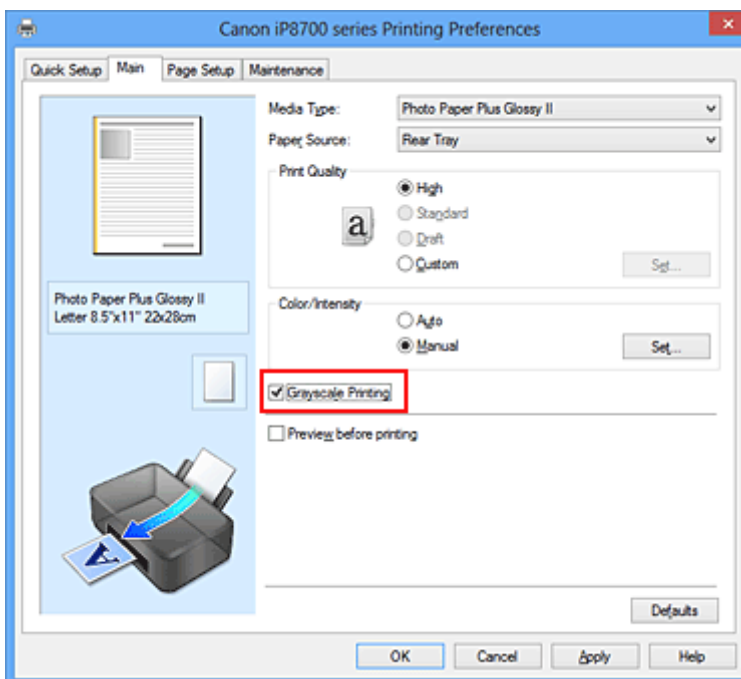 Canon iP8700 series Printing Preferences
Quick Setup Main Page Setup Maintenance
Media Type: Photo Paper Plus Glossy II
Paper Source: Rear Tray
Print Quality
High
a
Standard
Draft
Custom Set...
Photo Paper Plus Glossy II
Letter 8.5"x11" 22x28cm
Color/Intensity
Auto
Manual Set...
Grayscale Printing
Preview before printing
A
Defaults
OK Cancel Apply Help